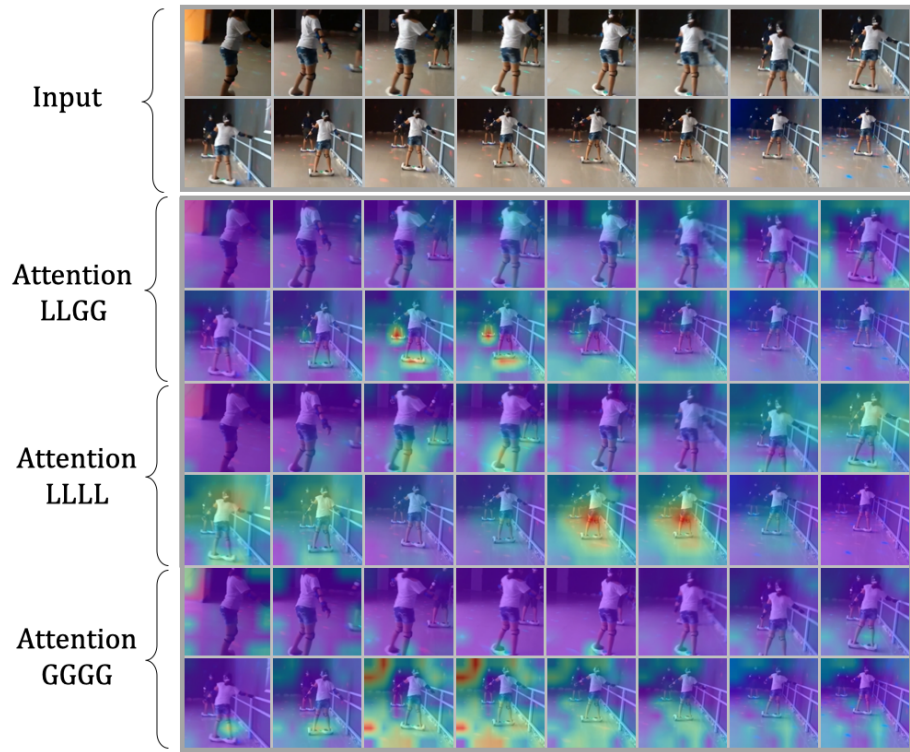 Input
Attention
LLGG
Attention
LLLL
Attention
GGGG